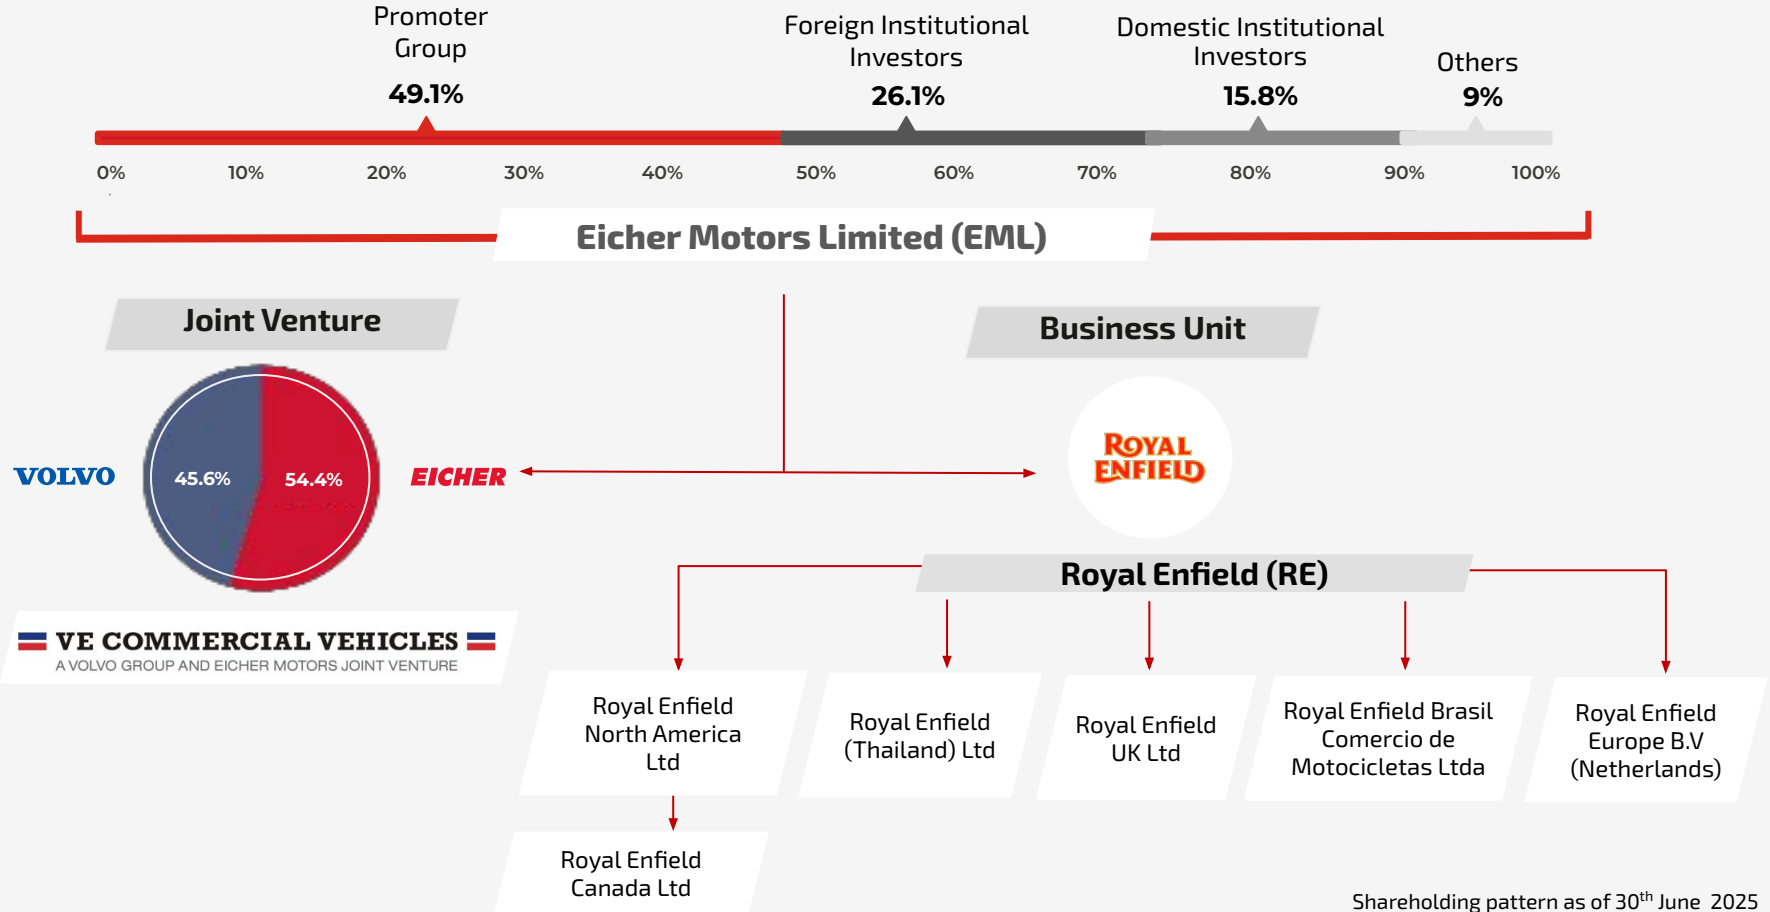 Promoter
Group
49.1%
Foreign Institutional
Investors
26.1%
Domestic Institutional
Investors
15.8%
Others
9%
0% 10% 20% 30% 40% 50% 60% 70% 80% 90% 100%
Eicher Motors Limited (EML)
Joint Venture
Business Unit
VOLVO
45.6%
54.4%
EICHER
ROYAL
ENFIELD
VE COMMERCIAL VEHICLES
A VOLVO GROUP AND EICHER MOTORS JOINT VENTURE
Royal Enfield (RE)
Royal Enfield
North America
Ltd
Royal Enfield
(Thailand) Ltd
Royal Enfield
UK Ltd
Royal Enfield Brasil
Comercio de
Motocicletas Ltda
Royal Enfield
Europe B.V
(Netherlands)
Royal Enfield
Canada Ltd
Shareholding pattern as of 30th June 2025